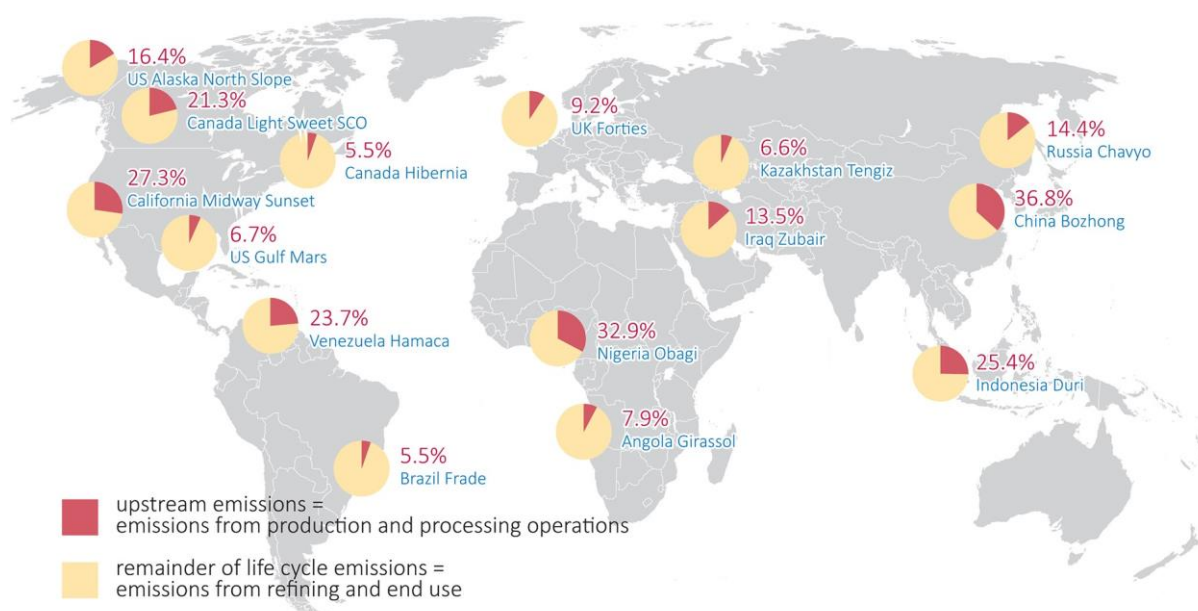 16.4%
US Alaska North Slope
21.3%
Canada Light Sweet SCO
5.5%
Canada Hibernia
27.3%
California Midway Sunset
6.7%
US Gulf Mars
23.7%
Venezuela Hamaca
5.5%
Brazil Frade
9.2%
UK Forties
6.6%
Kazakhstan Tengiz
13.5%
Iraq Zubair
32.9%
Nigeria Obagi
7.9%
Angola Girassol
14.4%
Russia Chavyo
36.8%
China Bozhong
25.4%
Indonesia Duri
upstream emissions =
emissions from production and processing operations
remainder of life cycle emissions =
emissions from refining and end use